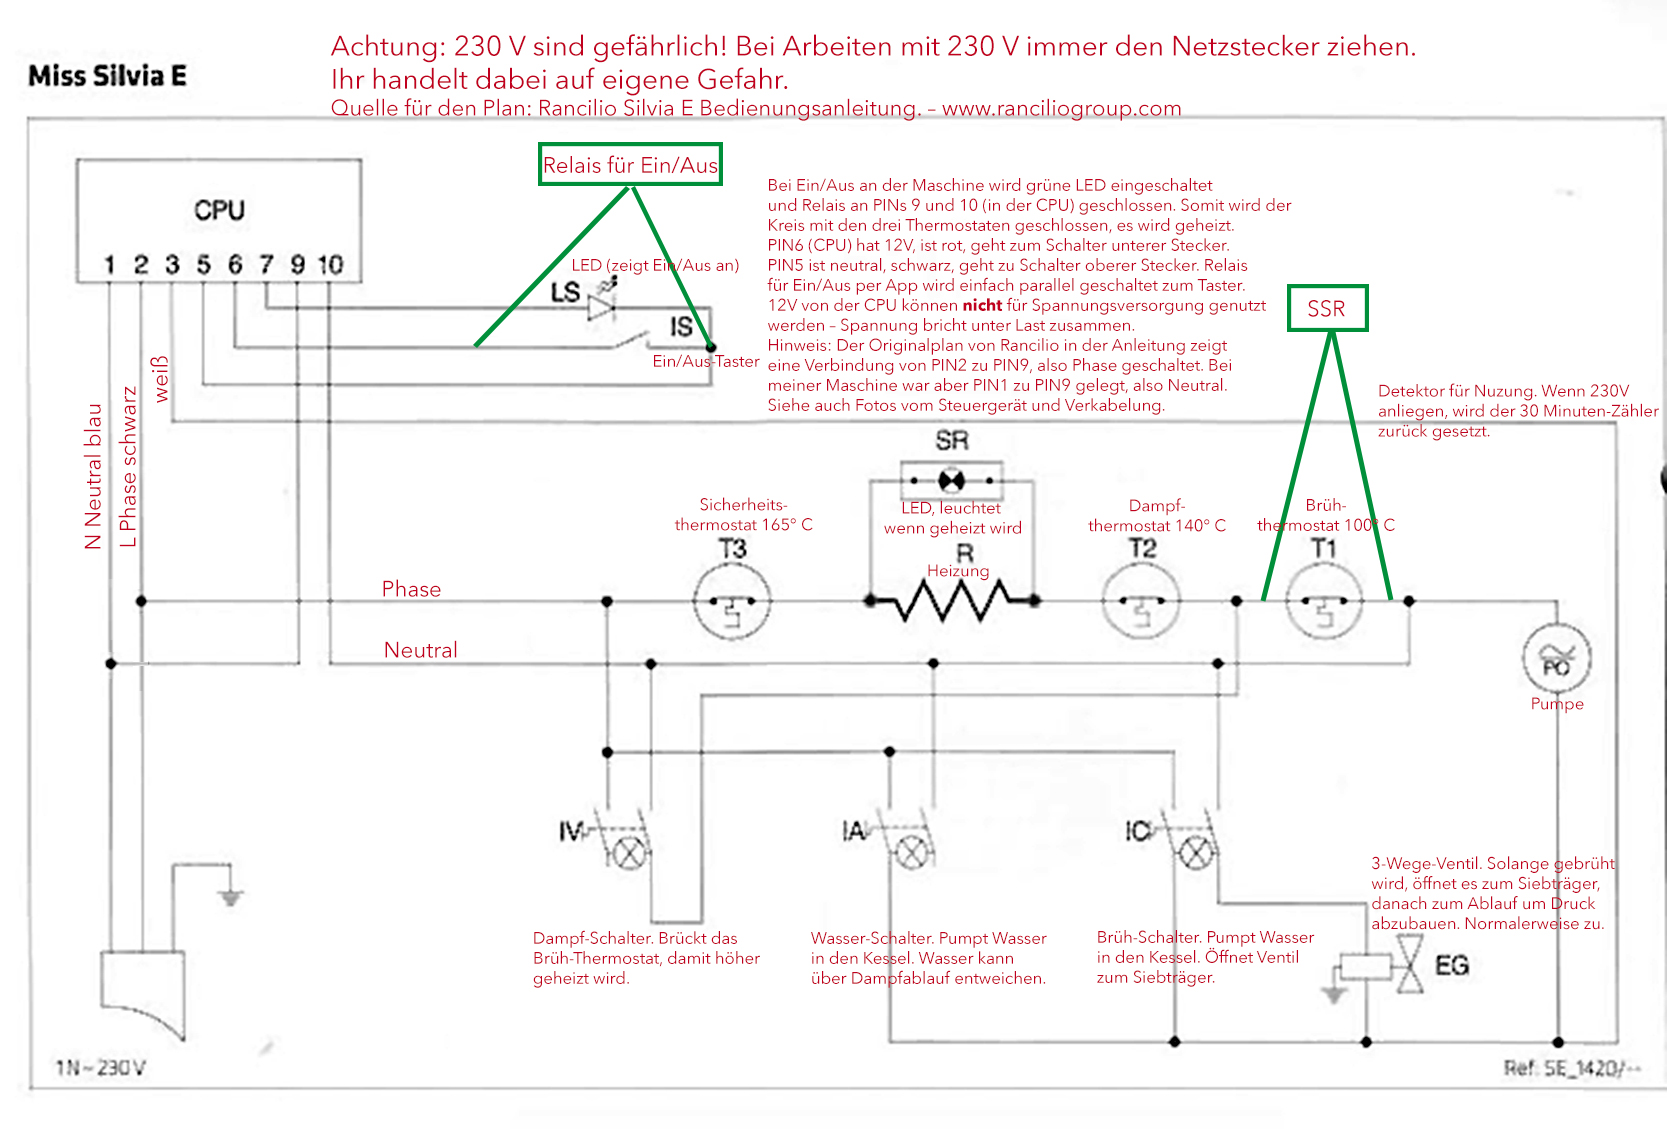 Achtung: 230 V sind gefährlich! Bei Arbeiten mit 230 V immer den Netzstecker ziehen.
Ihr handelt dabei auf eigene Gefahr.
Quelle für den Plan: Rancilio Silvia E Bedienungsanleitung. – www.ranciliogroup.com
Miss Silvia E
Relais für Ein/Aus
CPU
1 2 3 5 6 7 9 10
LED (zeigt Ein/Aus an)
LS
IS
Ein/Aus-Taster
Bei Ein/Aus an der Maschine wird grüne LED eingeschaltet
und Relais an PINs 9 und 10 (in der CPU) geschlossen. Somit wird der
Kreis mit den drei Thermostaten geschlossen, es wird geheizt.
PIN6 (CPU) hat 12V, ist rot, geht zum Schalter unterer Stecker.
PIN5 ist neutral, schwarz, geht zu Schalter oberer Stecker. Relais
für Ein/Aus per App wird einfach parallel geschaltet zum Taster.
12V von der CPU können nicht für Spannungsversorgung genutzt
werden – Spannung bricht unter Last zusammen.
Hinweis: Der Originalplan von Rancilio in der Anleitung zeigt
eine Verbindung von PIN2 zu PIN9, also Phase geschaltet. Bei
meiner Maschine war aber PIN1 zu PIN9 gelegt, also Neutral.
Siehe auch Fotos vom Steuergerät und Verkabelung.
SSR
Detektor für Nuzung. Wenn 230V
anliegen, wird der 30 Minuten-Zähler
zurück gesetzt.
N Neutral blau
L Phase schwarz
weiß
SR
LED, leuchtet
wenn geheizt wird
R
Heizung
Sicherheits-
thermostat 165° C
T3
Dampf-
thermostat 140° C
T2
Brüh-
thermostat 100° C
T1
Phase
Neutral
PO
Pumpe
IV
IA
IC
Dampf-Schalter. Brückt das
Brüh-Thermostat, damit höher
geheizt wird.
Wasser-Schalter. Pumpt Wasser
in den Kessel. Wasser kann
über Dampfablauf entweichen.
Brüh-Schalter. Pumpt Wasser
in den Kessel. Öffnet Ventil
zum Siebträger.
3-Wege-Ventil. Solange gebrüht
wird, öffnet es zum Siebträger,
danach zum Ablauf um Druck
abzubauen. Normalerweise zu.
EG
1N~230V
Ref: SE_1420/--